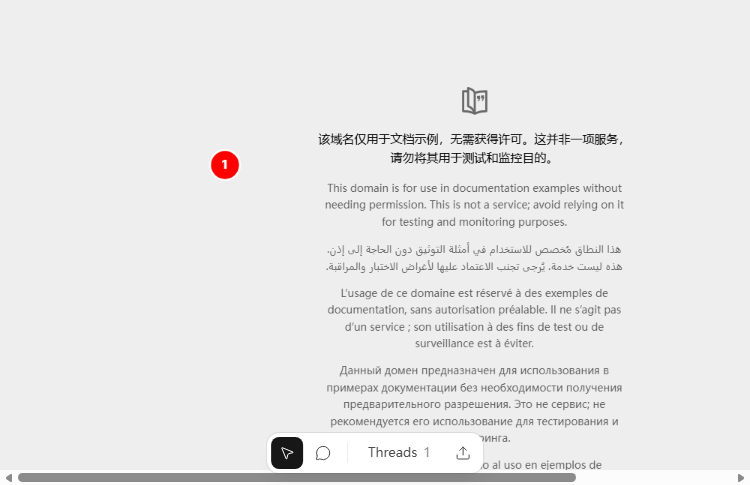 该域名仅用于文档示例，无需获得许可。这并非一项服务，
请勿将其用于测试和监控目的。
1
This domain is for use in documentation examples without
needing permission. This is not a service; avoid relying on it
for testing and monitoring purposes.
هذا النطاق مُخصص للاستخدام في أمثلة التوثيق دون الحاجة إلى إذن.
هذه ليست خدمة، يُرجى تجنب الاعتماد عليها لأغراض الاختبار والمراقبة.
L’usage de ce domaine est réservé à des exemples de
documentation, sans autorisation préalable. Il ne s’agit pas
d’un service ; son utilisation à des fins de test ou de
surveillance est à éviter.
Данный домен предназначен для использования в
примерах документации без необходимости получения
предварительного разрешения. Это не сервис; не
рекомендуется его использование для тестирования и
Threads 1
al uso en ejemplos de